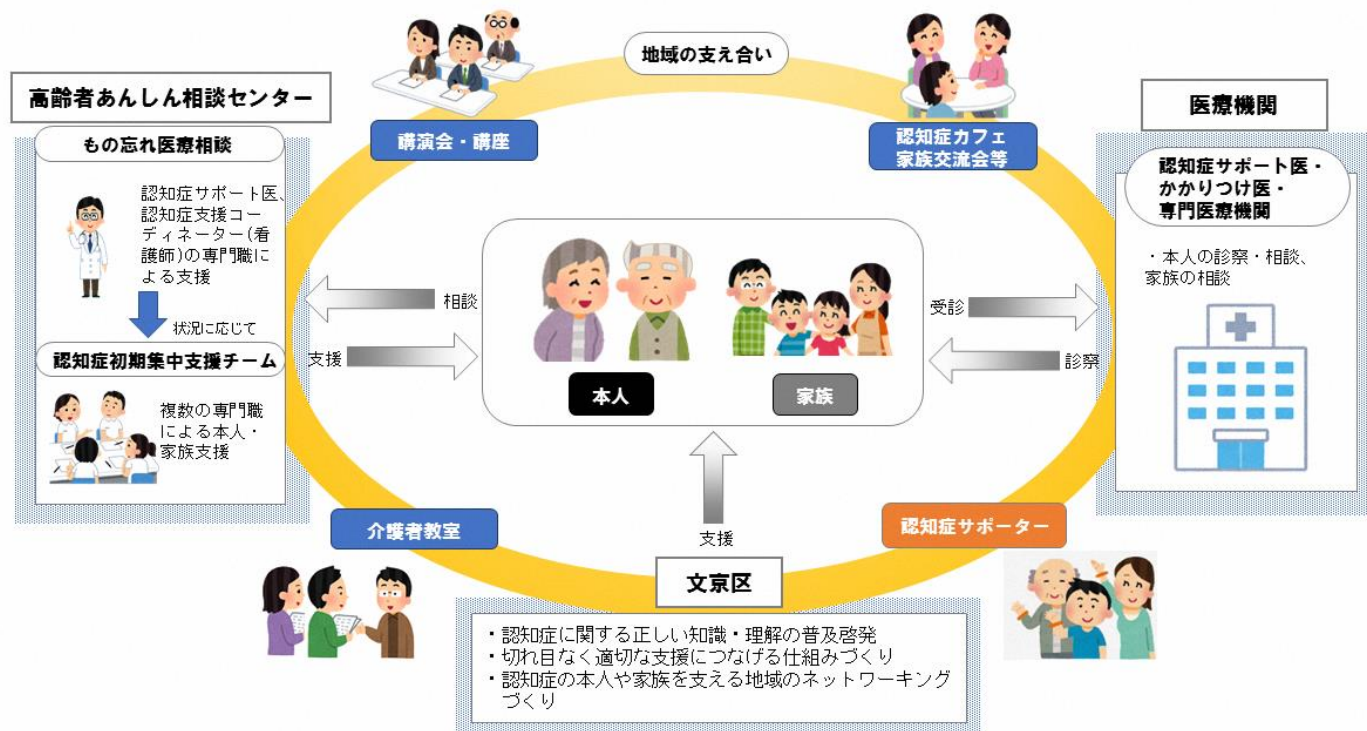 地域の支え合い
高齢者あんしん相談センター
もの忘れ医療相談
認知症サポート医、
認知症支援コー
ディネーター(看
護師)の専門職に
よる支援
状況に応じて
認知症初期集中支援チーム
複数の専門職
による本人・
家族支援
講演会・講座
認知症カフェ
家族交流会等
医療機関
認知症サポート医・
かかりつけ医・
専門医療機関
・本人の診察・相談、
家族の相談
相談
支援
本人
家族
受診
診察
支援
介護者教室
認知症サポーター
文京区
・認知症に関する正しい知識・理解の普及啓発
・切れ目なく適切な支援につなげる仕組みづくり
・認知症の本人や家族を支える地域のネットワーキング
づくり